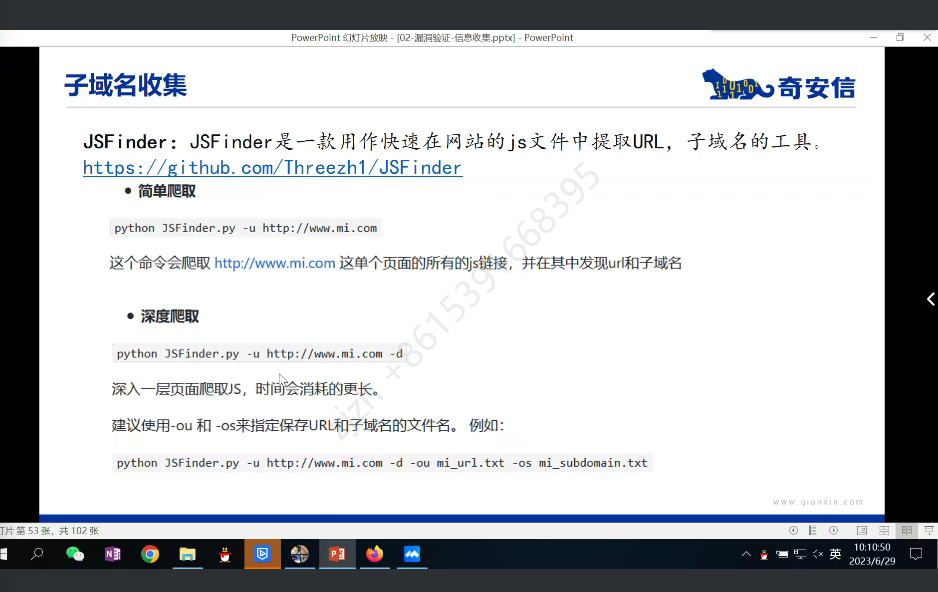 PowerPoint 幻灯片放映 - [02-漏洞验证-信息收集.pptx] - PowerPoint
子域名收集
奇安信
JSFinder：JSFinder是一款用作快速在网站的js文件中提取URL，子域名的工具。
https://github.com/Threezh1/JSFinder
• 简单爬取
python JSFinder.py -u http://www.mi.com
这个命令会爬取 http://www.mi.com 这单个页面的所有的js链接，并在其中发现url和子域名
• 深度爬取
python JSFinder.py -u http://www.mi.com -d
深入一层页面爬取JS，时间会消耗的更长。
建议使用-ou 和 -os来指定保存URL和子域名的文件名。 例如：
python JSFinder.py -u http://www.mi.com -d -ou mi_url.txt -os mi_subdomain.txt
www.qianxin.com
灯片 第 53 张，共 102 张
英
10:10:50
2023/6/29